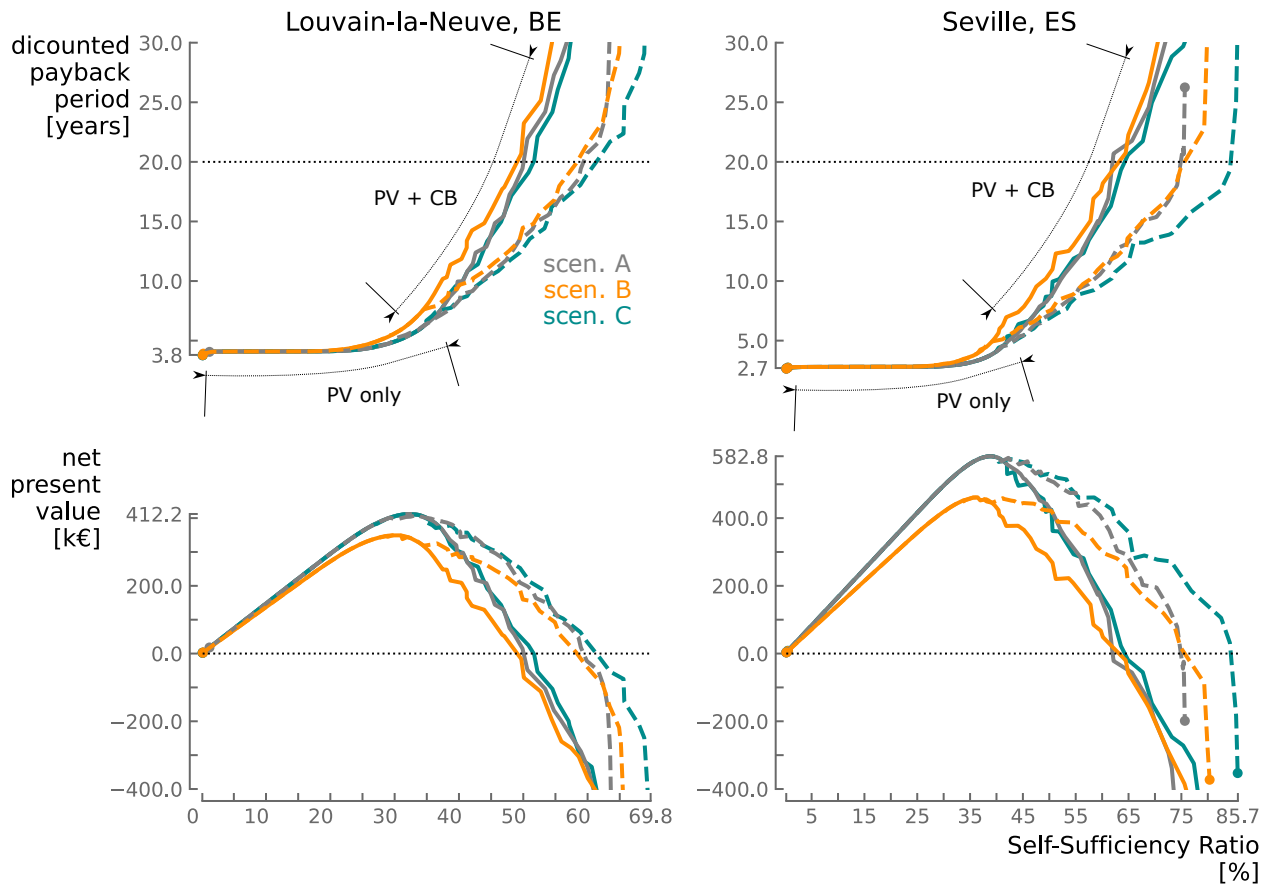 Louvain-la-Neuve, BE
Seville, ES
dicounted
payback
period
[years]
30.0
25.0
20.0
15.0
10.0
3.8
PV + CB
PV only
scen. A
scen. B
scen. C
30.0
25.0
20.0
15.0
10.0
5.0
2.7
PV + CB
PV only
net
present
value
[k€]
412.2
200.0
0.0
−200.0
−400.0
0 10 20 30 40 50 60 69.8
582.8
400.0
200.0
0.0
−200.0
−400.0
5 15 25 35 45 55 65 75 85.7
Self-Sufficiency Ratio
[%]